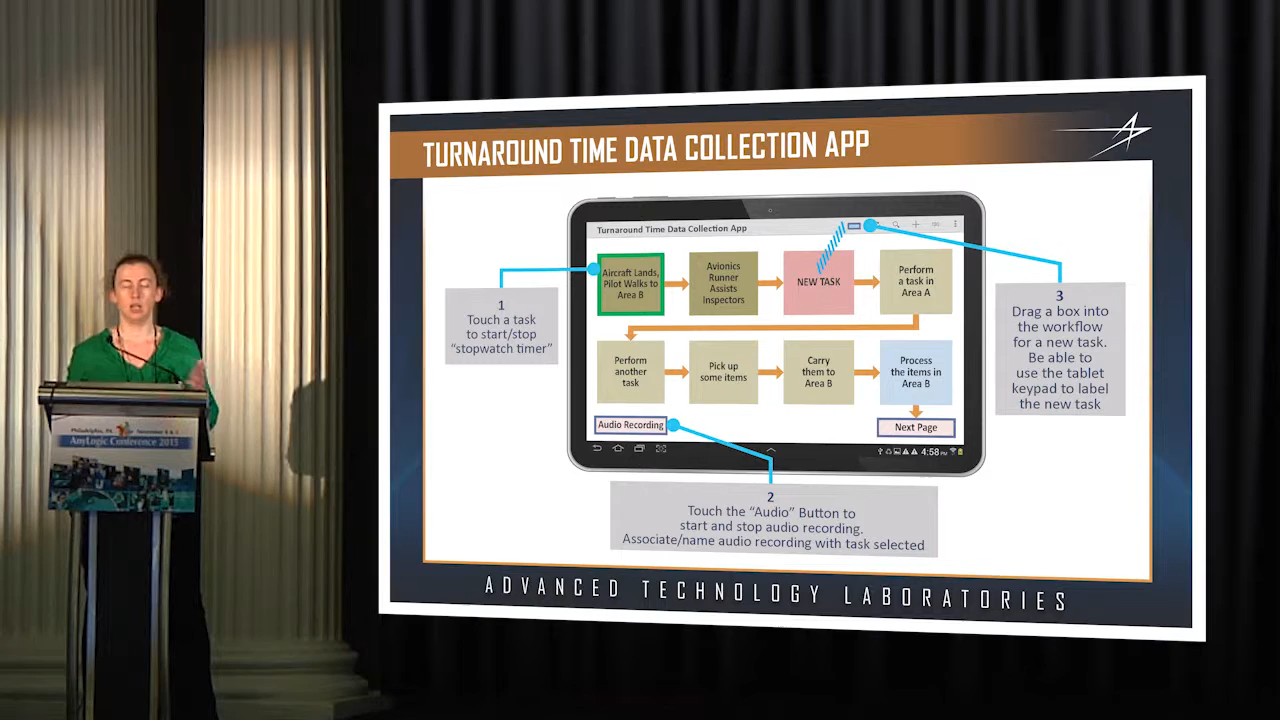 TURNAROUND TIME DATA COLLECTION APP
Turnaround Time Data Collection App
Aircraft Lands,
Pilot Walks to
Area B
Avionics
Runner
Assists
Inspectors
NEW TASK
Perform
a task in
Area A
Perform
another
task
Pick up
some items
Carry
them to
Area B
Process
the items in
Area B
Audio Recording
Next Page
4:58 PM
1
Touch a task
to start/stop
“stopwatch timer”
2
Touch the “Audio” Button to
start and stop audio recording.
Associate/name audio recording with task selected
3
Drag a box into
the workflow
for a new task.
Be able to
use the tablet
keypad to label
the new task
ADVANCED TECHNOLOGY LABORATORIES
Philadelphia, PA
AnyLogic Conference 2015